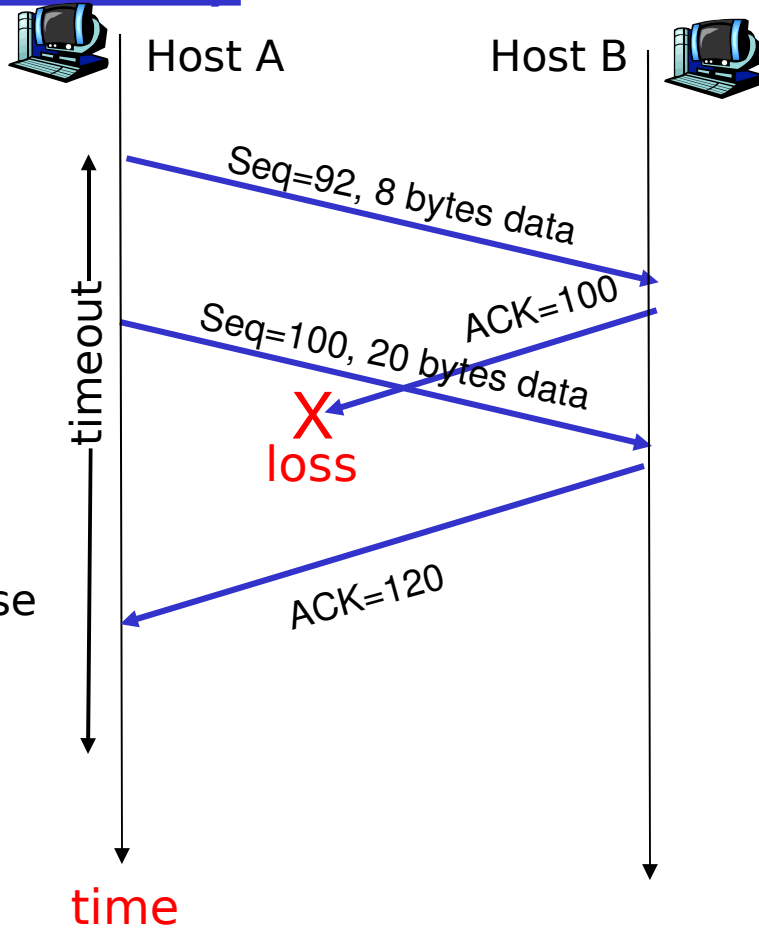 Host A
Host B
Seq=92, 8 bytes data
ACK=100
timeout
Seq=100, 20 bytes data
X
loss
se
ACK=120
time